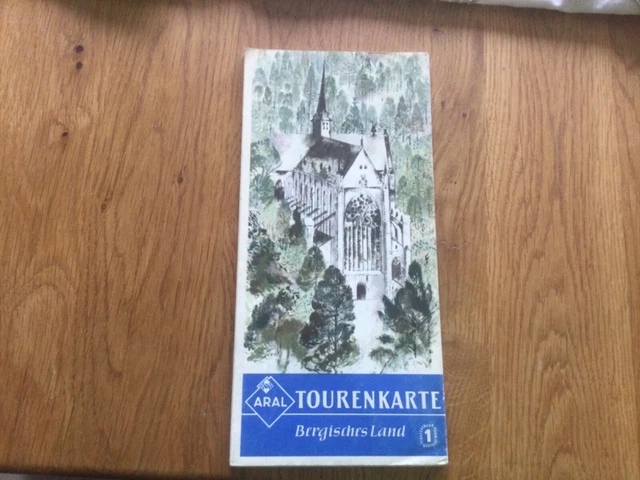 ARAL TOURENKARTE
Bergisches Land
1